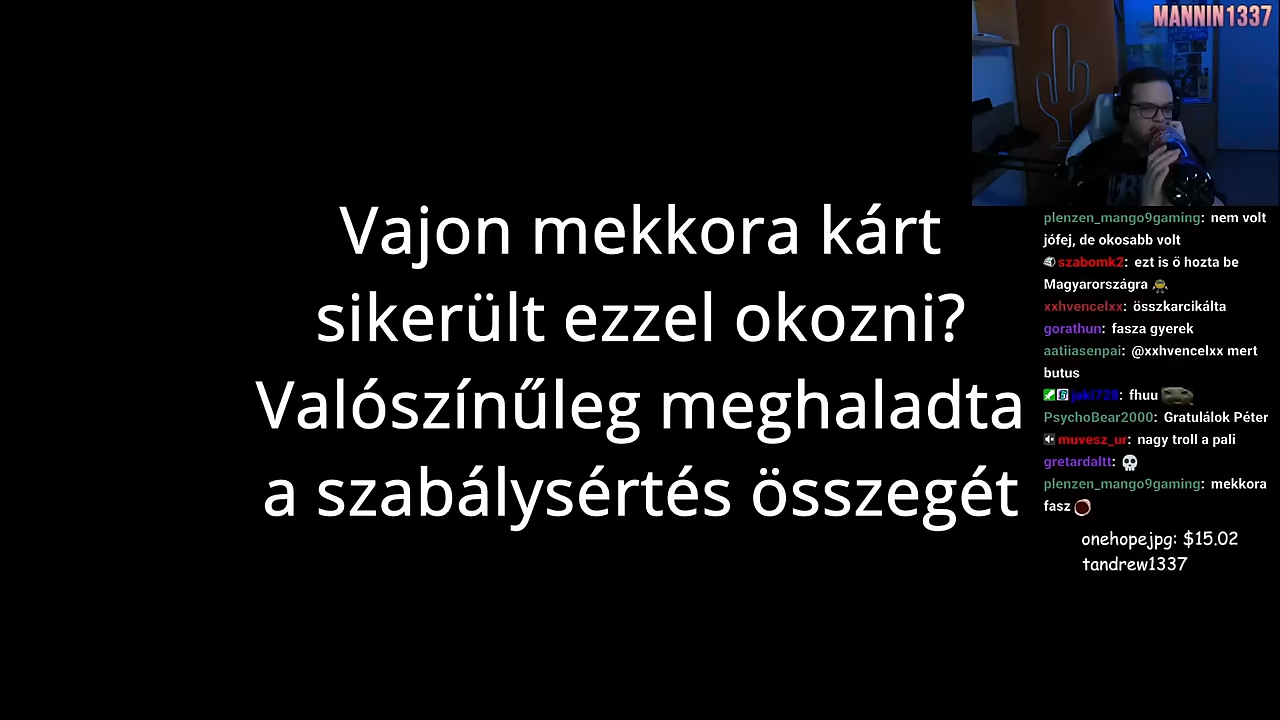 MANNIN1337
Vajon mekkora kárt
sikerült ezzel okozni?
Valószínűleg meghaladta
a szabálysértés összegét
plenzen_mango9gaming: nem volt
jófej, de okosabb volt
szabomk2: ezt is ő hozta be
Magyarországra
xxhvencelxx: összkarcikálta
gorathun: fasza gyerek
aatiiasenpai: @xxhvencelxx mert
butus
jaki728: fhuu
PsychoBear2000: Gratulálok Péter
muvesz_ur: nagy troll a pali
gretardaltt:
plenzen_mango9gaming: mekkora
fasz
onehopejpg: $15.02
tandrew1337